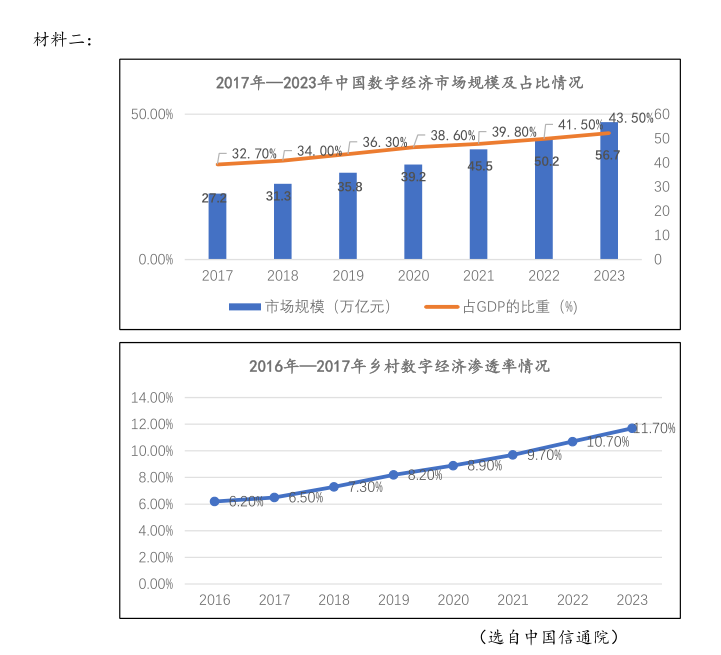 材料二：
2017年—2023年中国数字经济市场规模及占比情况
50.00% 60
43.50%
41.50%
39.80%
38.60%
36.30%
34.00%
32.70%
50
40
30
20
10
27.2 31.3 35.8 39.2 45.5 50.2 56.7
0.00% 0
2017 2018 2019 2020 2021 2022 2023
市场规模（万亿元） 占GDP的比重（%）
2016年—2017年乡村数字经济渗透率情况
14.00%
12.00%
10.00%
8.00%
6.00%
4.00%
2.00%
0.00%
6.20% 6.50% 7.30% 8.20% 8.90% 9.70% 10.70% 11.70%
2016 2017 2018 2019 2020 2021 2022 2023
（选自中国信通院）